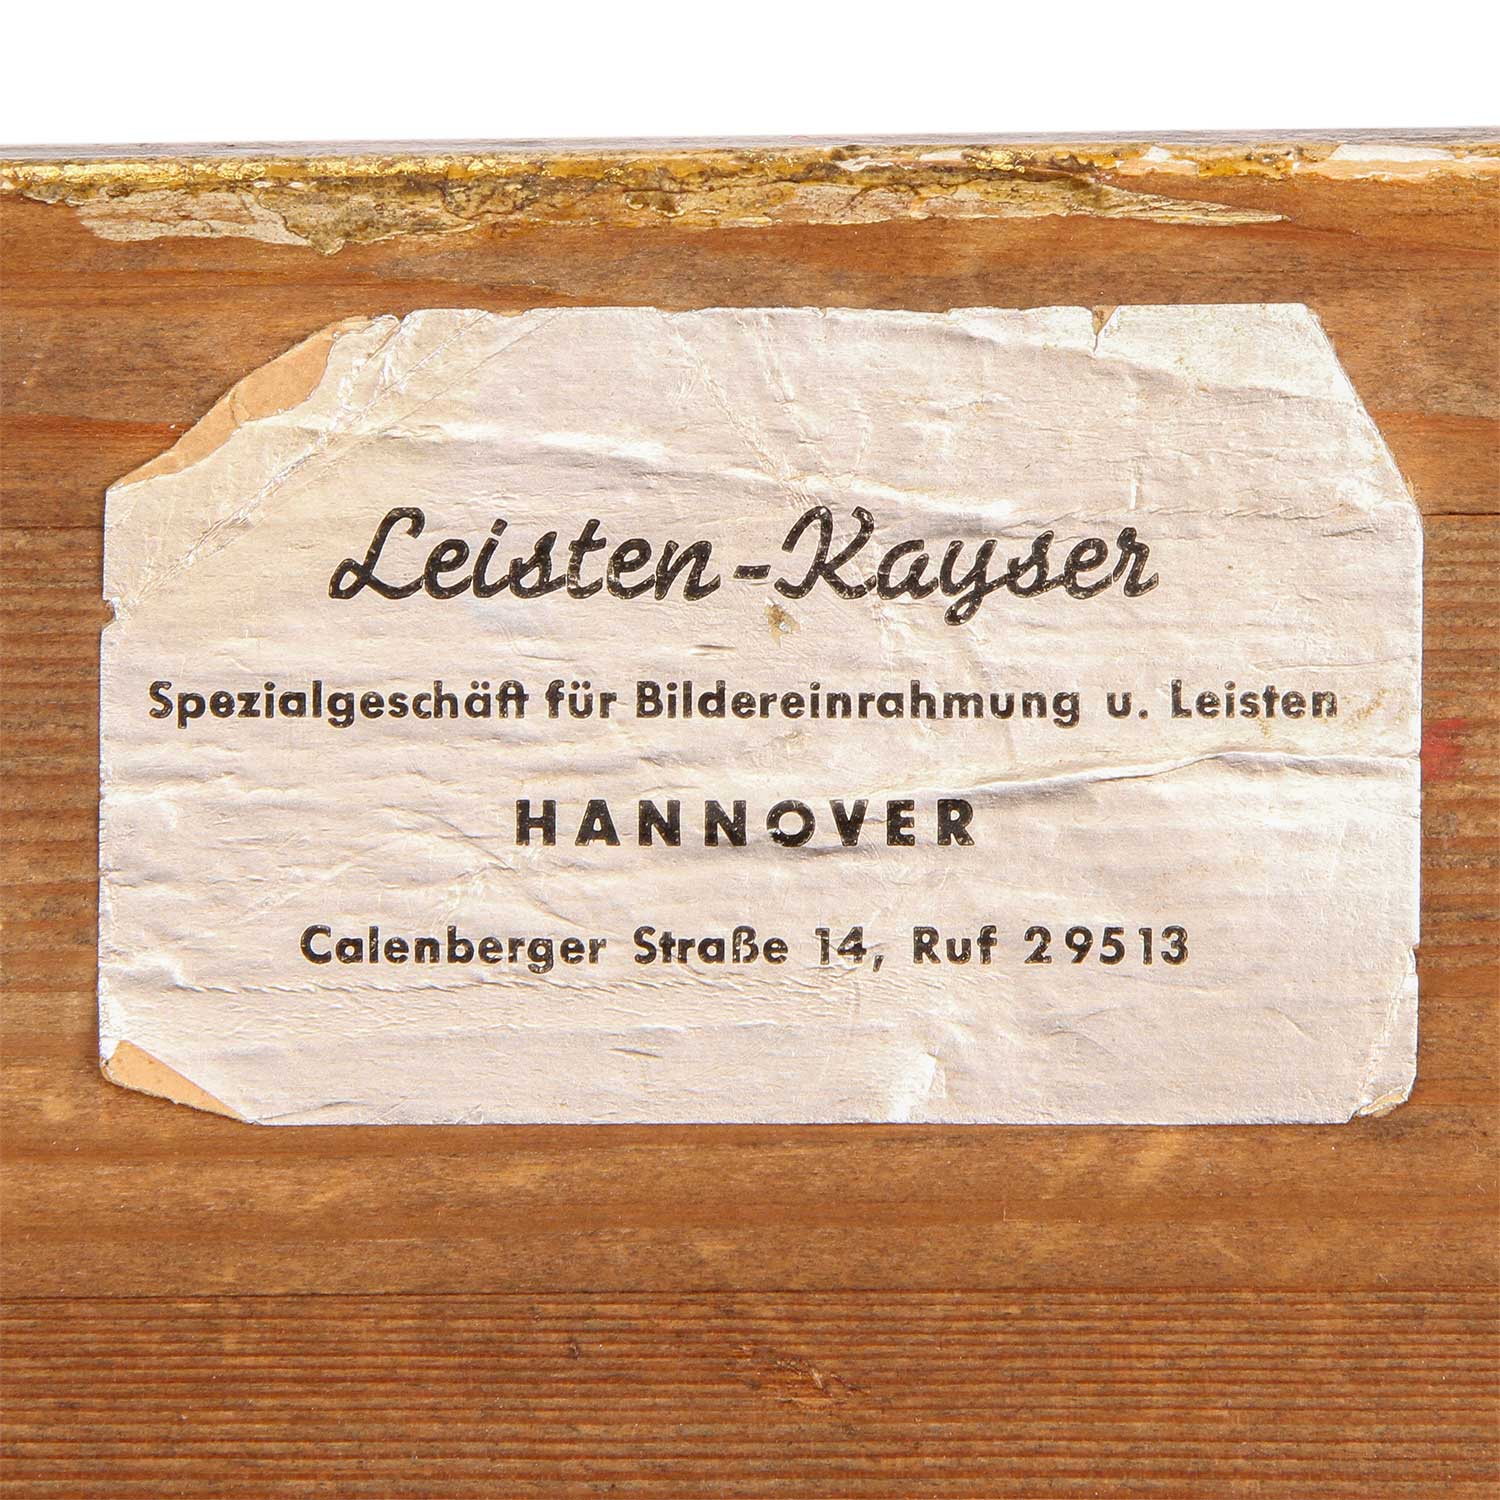 Leisten-Kayser
Spezialgeschäft für Bildereinrahmung u. Leisten
HANNOVER
Calenberger Straße 14, Ruf 29513